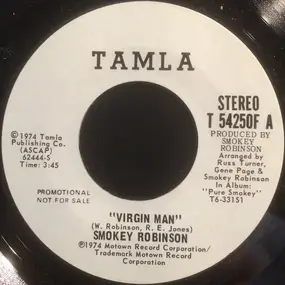 TAMLA
STEREO
T 54250F A
PRODUCED BY
SMOKEY
ROBINSON
Arranged by
Russ Turner,
Gene Page &
Smokey Robinson
In Album:
"Pure Smokey"
T6-331S1
℗ 1974 Tamla
Publishing Co.
(ASCAP)
62444-S
Time: 3:45
PROMOTIONAL
NOT FOR SALE
"VIRGIN MAN"
(W. Robinson, R. E. Jones)
SMOKEY ROBINSON
℗1974 Motown Record Corporation/
Trademark Motown Record
Corporation